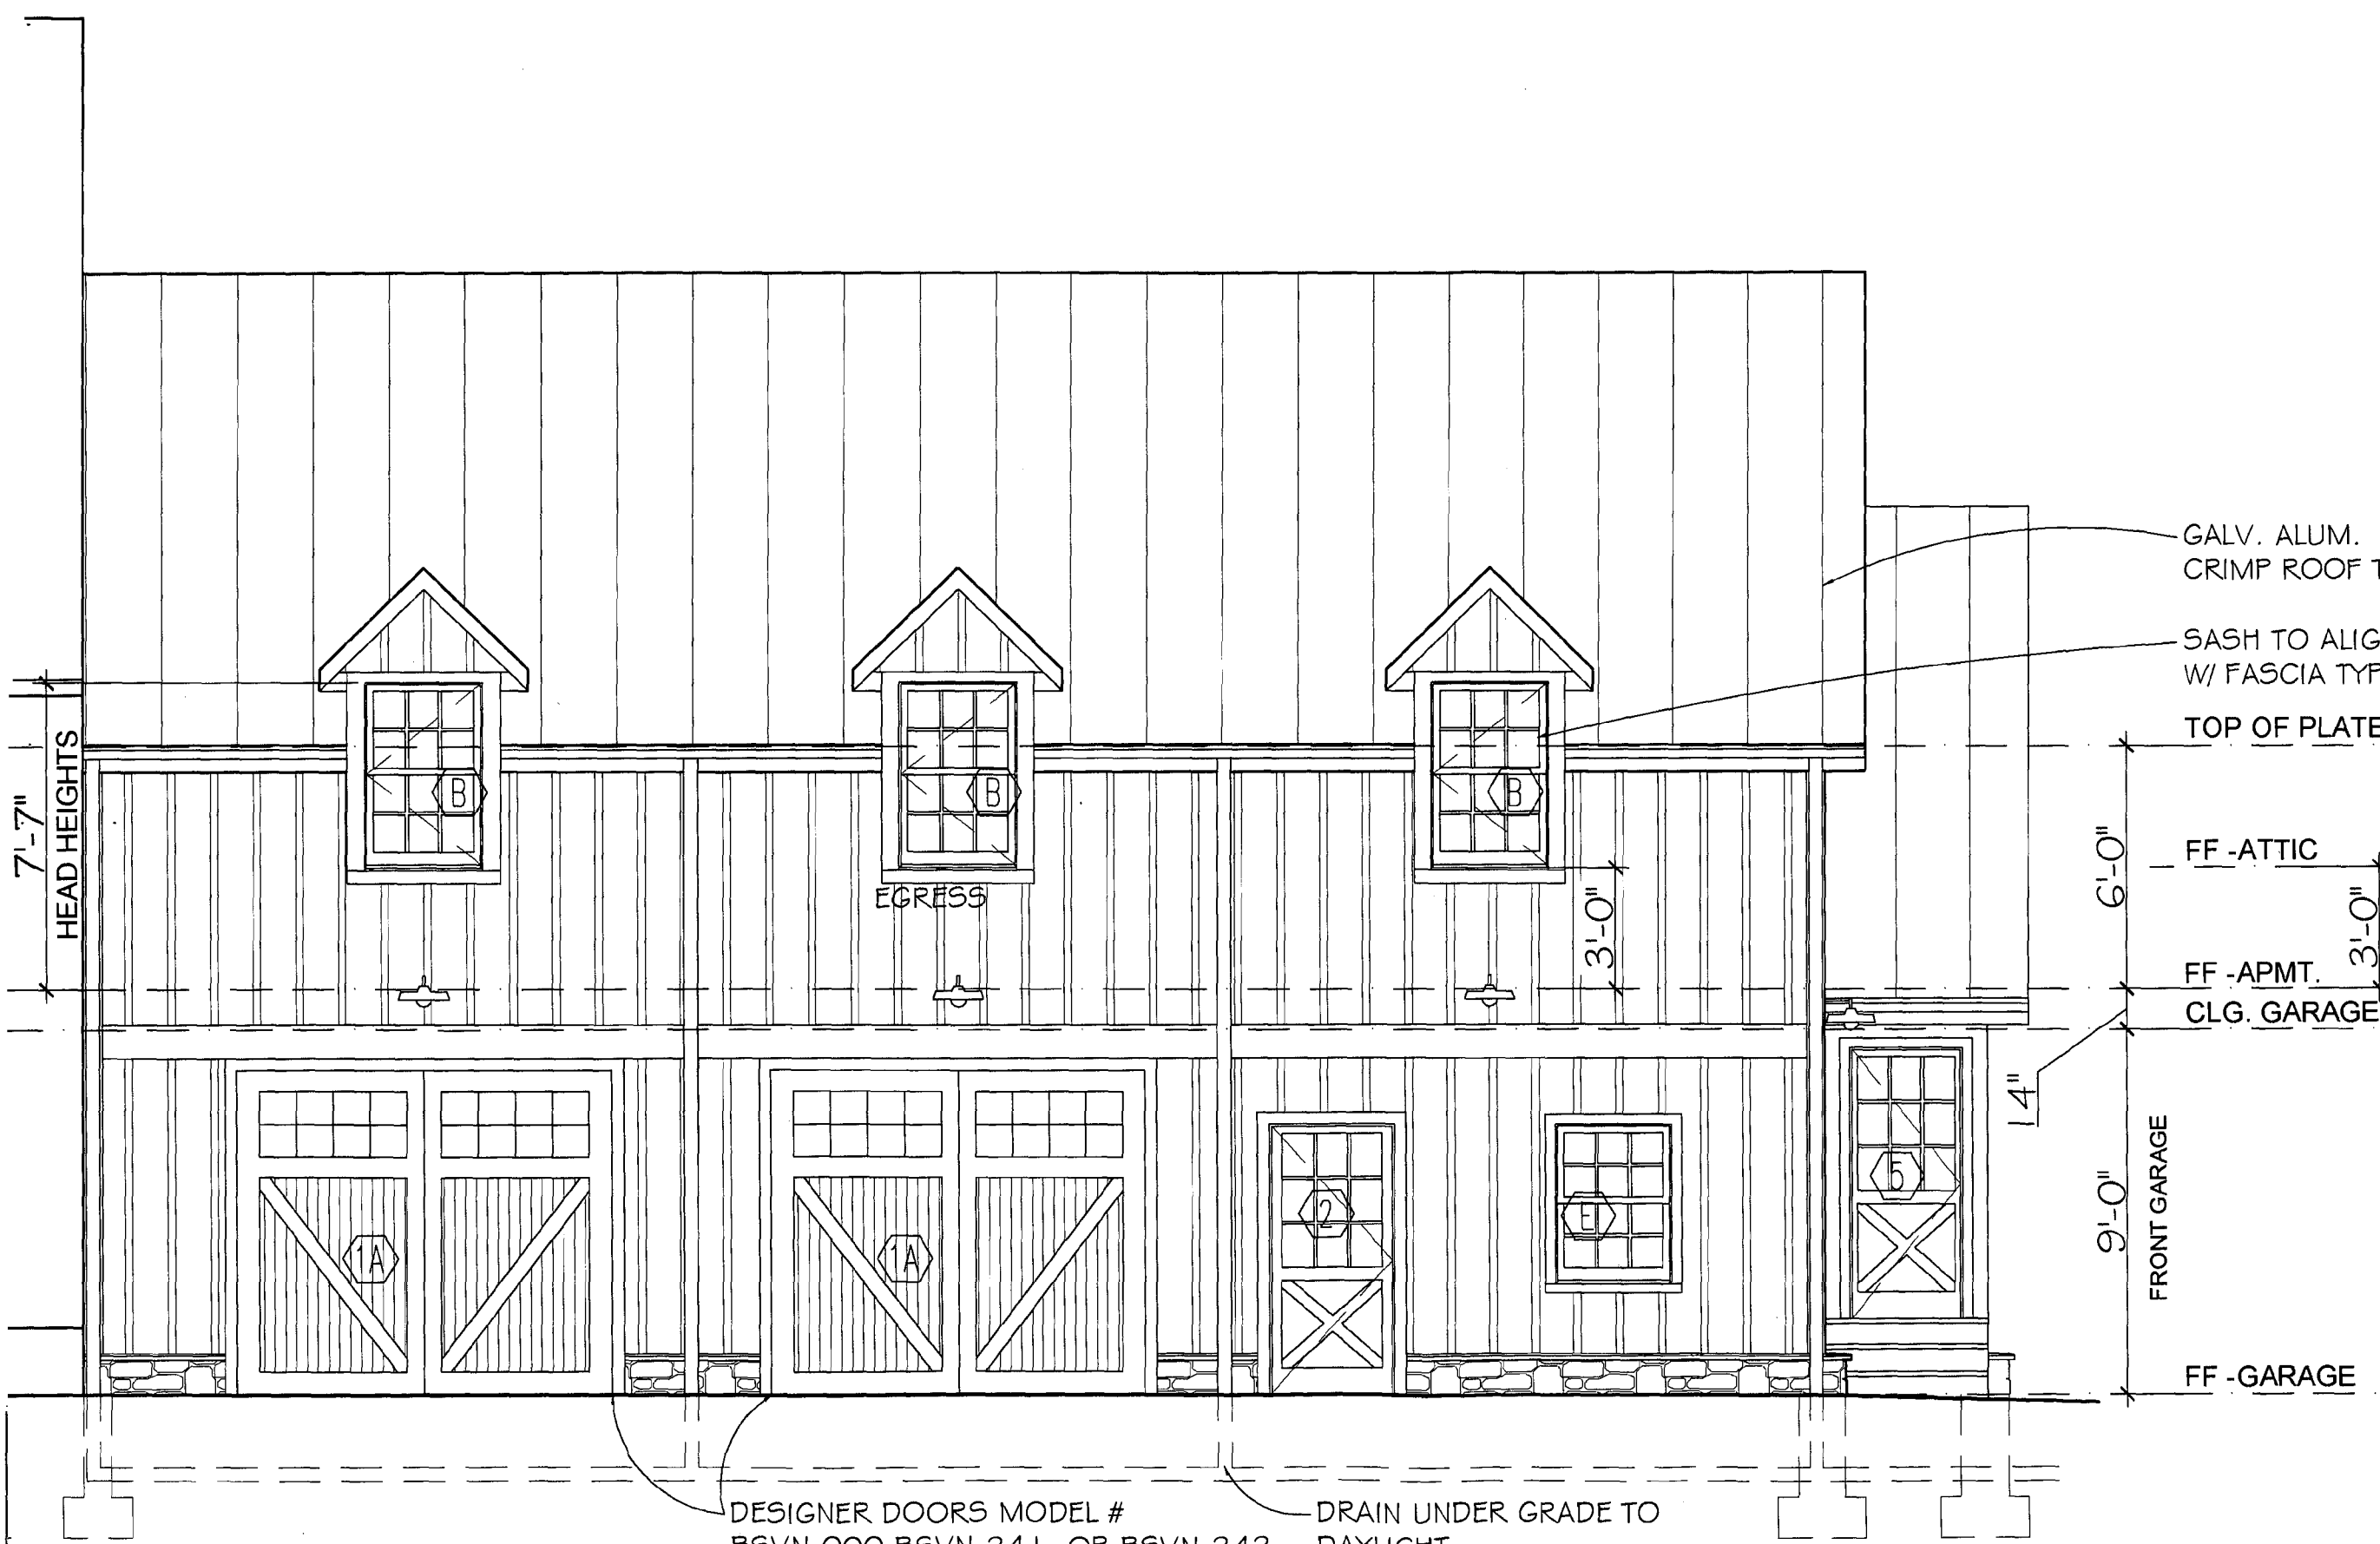 GALV. ALUM.
CRIMP ROOF
SASH TO ALIG
W/ FASCIA TYP
TOP OF PLATE
7'-7"
HEAD HEIGHTS
B
B
B
6'-0"
FF -ATTIC
EGRESS
3'-0"
3'-0"
FF -APMT.
CLG. GARAGE
14"
1A
1A
2
E
5
9'-0"
FRONT GARAGE
FF -GARAGE
DESIGNER DOORS MODEL #
DRAIN UNDER GRADE TO
DAYLIGHT